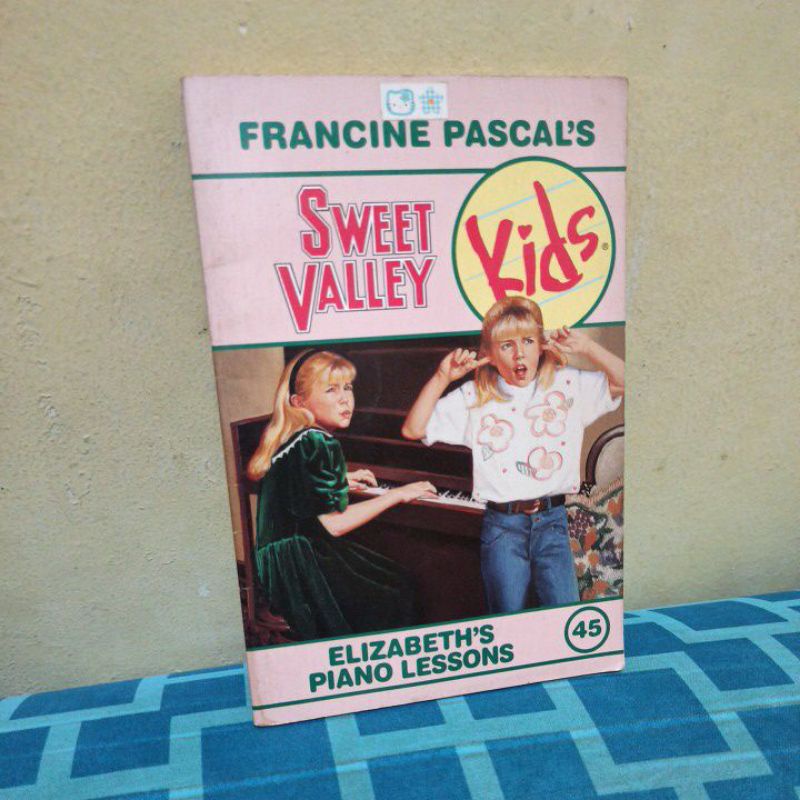 FRANCINE PASCAL'S
SWEET
VALLEY
Kids®
ELIZABETH'S
PIANO LESSONS
45